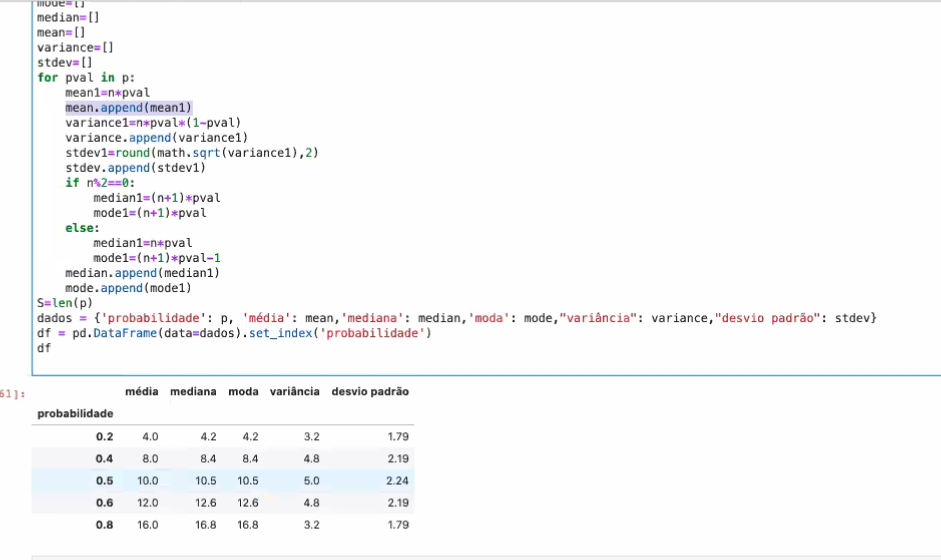 mode=[]
median=[]
mean=[]
variance=[]
stdev=[]
for pval in p:
    mean1=n*pval
    mean.append(mean1)
    variance1=n*pval*(1-pval)
    variance.append(variance1)
    stdev1=round(math.sqrt(variance1),2)
    stdev.append(stdev1)
    if n%2==0:
        median1=(n+1)*pval
        mode1=(n+1)*pval
    else:
        median1=n*pval
        mode1=(n+1)*pval-1
    median.append(median1)
    mode.append(mode1)
S=len(p)
dados = {'probabilidade': p, 'média': mean,'mediana': median,'moda': mode,"variância": variance,"desvio padrão": stdev}
df = pd.DataFrame(data=dados).set_index('probabilidade')
df
61]:
média mediana moda variância desvio padrão
probabilidade
0.2 4.0 4.2 4.2 3.2 1.79
0.4 8.0 8.4 8.4 4.8 2.19
0.5 10.0 10.5 10.5 5.0 2.24
0.6 12.0 12.6 12.6 4.8 2.19
0.8 16.0 16.8 16.8 3.2 1.79